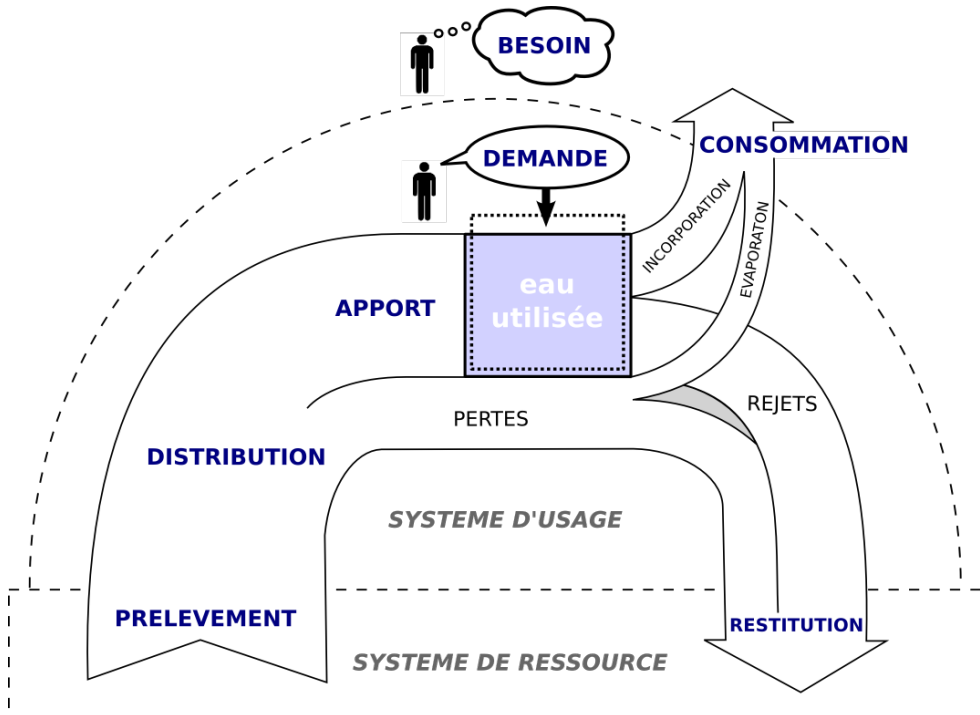 BESOIN
CONSOMMATION
DEMANDE
INCORPORATION
EVAPORATON
eau
utilisée
APPORT
REJETS
PERTES
DISTRIBUTION
SYSTEME D'USAGE
PRELEVEMENT
RESTITUTION
SYSTEME DE RESSOURCE